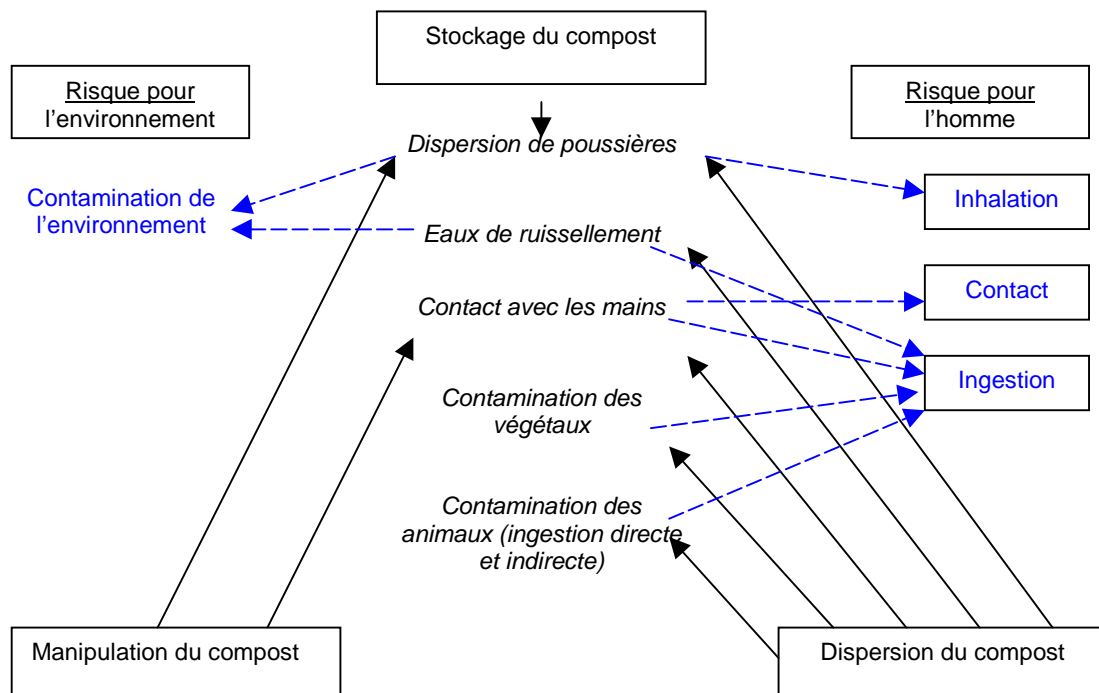 Stockage du compost
Risque pour
l'environnement
Risque pour
l'homme
Dispersion de poussières
Contamination de
l'environnement
Inhalation
Eaux de ruissellement
Contact avec les mains
Contact
Ingestion
Contamination des
végétaux
Contamination des
animaux (ingestion directe
et indirecte)
Manipulation du compost
Dispersion du compost